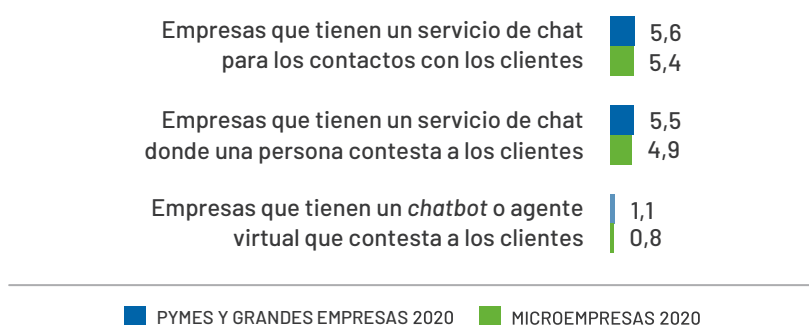 Empresas que tienen un servicio de chat
para los contactos con los clientes
5,6
5,4
Empresas que tienen un servicio de chat
donde una persona contesta a los clientes
5,5
4,9
Empresas que tienen un chatbot o agente
virtual que contesta a los clientes
1,1
0,8
PYMES Y GRANDES EMPRESAS 2020
MICROEMPRESAS 2020